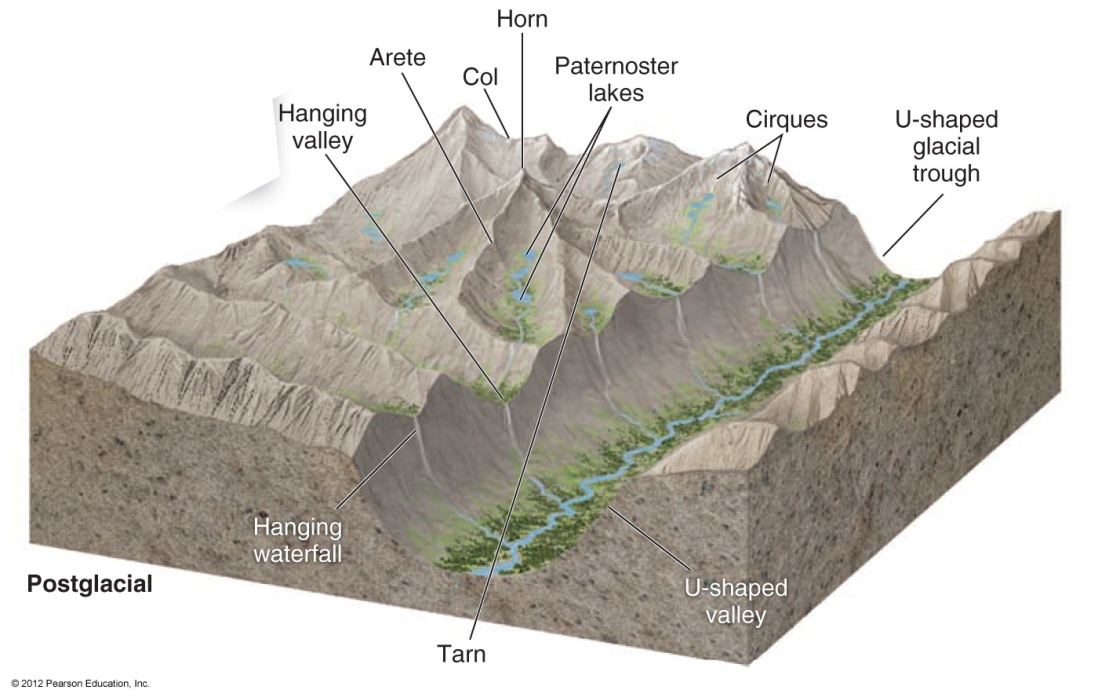 Horn
Arete
Col
Paternoster
lakes
Hanging
valley
Cirques
U-shaped
glacial
trough
Hanging
waterfall
Postglacial
U-shaped
valley
Tarn
© 2012 Pearson Education, Inc.